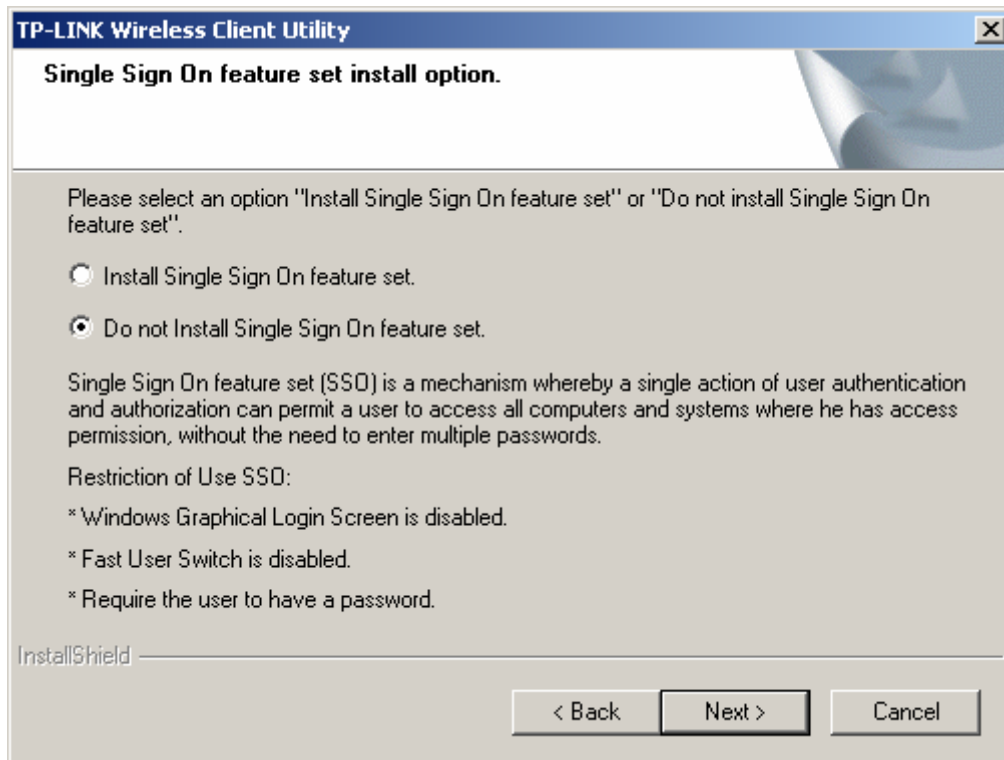 TP-LINK Wireless Client Utility
Single Sign On feature set install option.
Please select an option "Install Single Sign On feature set" or "Do not install Single Sign On
feature set".
Install Single Sign On feature set.
Do not Install Single Sign On feature set.
Single Sign On feature set (SSO) is a mechanism whereby a single action of user authentication
and authorization can permit a user to access all computers and systems where he has access
permission, without the need to enter multiple passwords.
Restriction of Use SSO:
* Windows Graphical Login Screen is disabled.
* Fast User Switch is disabled.
* Require the user to have a password.
InstallShield
< Back Next > Cancel